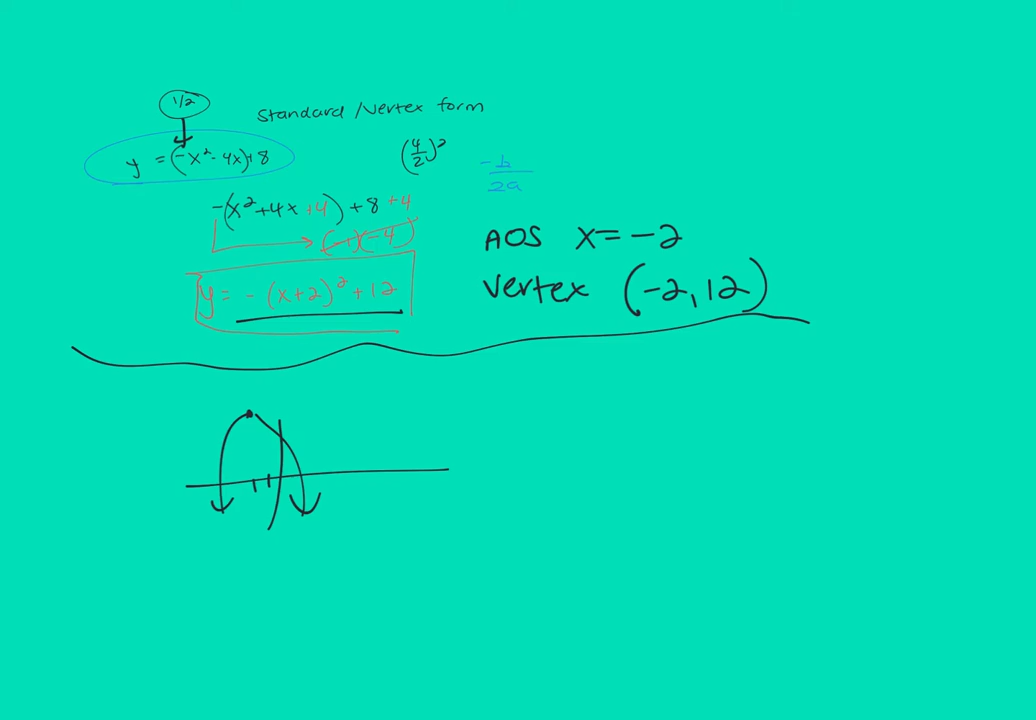 1/2
Standard /Vertex form
y = (-x² - 4x)+8
(4/2)²
-b/2a
-(x²+4x+4) +8 +4
(-1)(-4)
y = -(x+2)² +12
AOS x=-2
Vertex (-2,12)